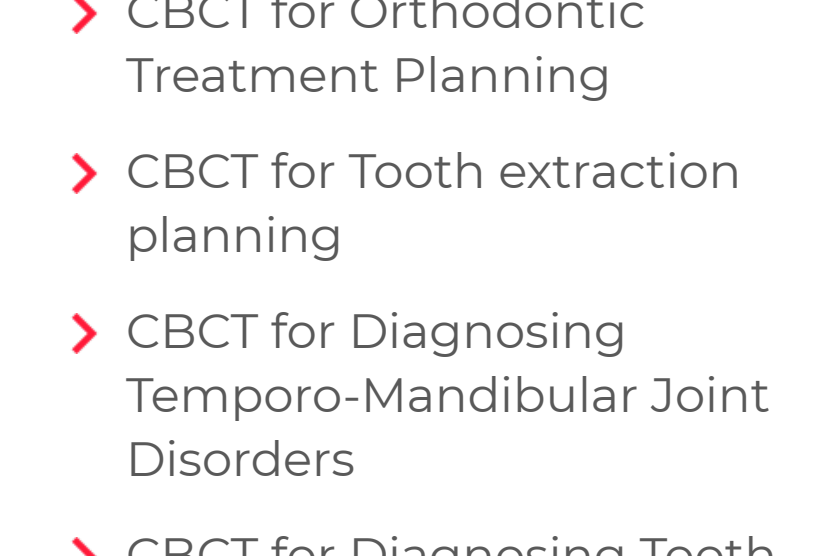 CBCT for Orthodontic
Treatment Planning
CBCT for Tooth extraction
planning
CBCT for Diagnosing
Temporo-Mandibular Joint
Disorders
CBCT for Diagnosing Tooth